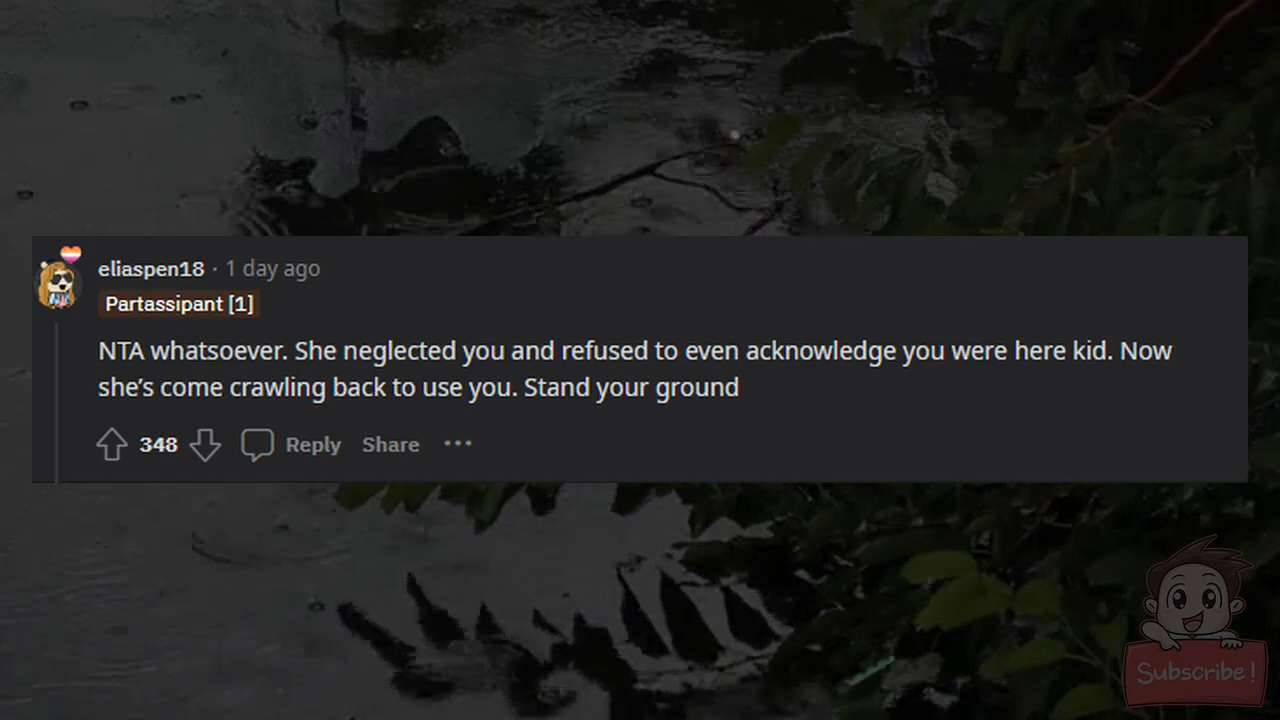 eliaspen18 · 1 day ago
Partassipant [1]
NTA whatsoever. She neglected you and refused to even acknowledge you were here kid. Now
she’s come crawling back to use you. Stand your ground
348 Reply Share ···
Subscribe!